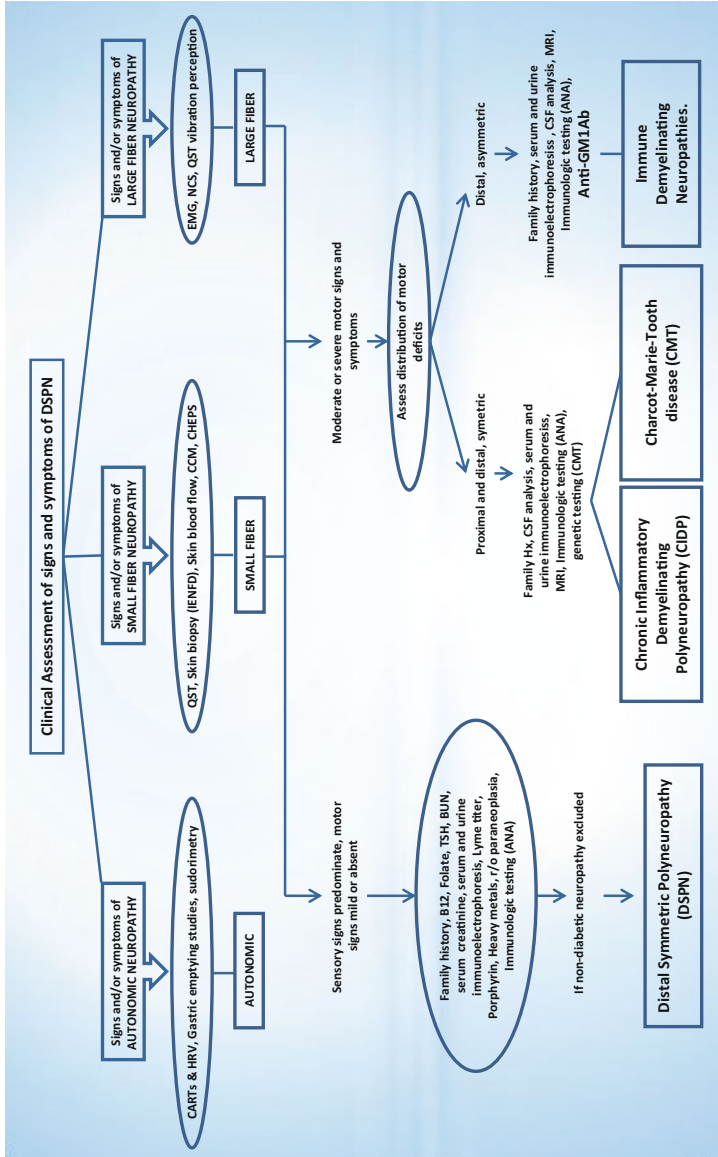 Clinical Assessment of signs and symptoms of DSPN
Signs and/or symptoms of
AUTONOMIC NEUROPATHY
Signs and/or symptoms of
SMALL FIBER NEUROPATHY
Signs and/or symptoms of
LARGE FIBER NEUROPATHY
CARTs & HRV, Gastric emptying studies, sudorimetry
QST, Skin biopsy (IENFD), Skin blood flow, CCM, CHEPS
EMG, NCS, QST vibration perception
AUTONOMIC
SMALL FIBER
LARGE FIBER
Sensory signs predominate, motor
signs mild or absent
Moderate or severe motor signs and
symptoms
Family history, B12, Folate, TSH, BUN,
serum creatinine, serum and urine
immunoelectrophoresis, Lyme titer,
Porphyrin, Heavy metals, r/o paraneoplasia,
Immunologic testing (ANA)
Assess distribution of motor
deficits
Proximal and distal, symetric
Distal, asymmetric
If non-diabetic neuropathy excluded
Family Hx, CSF analysis, serum and
urine immunoelectrophoresiss,
MRI, Immunologic testing (ANA),
genetic testing (CMT)
Family history, serum and urine
immunoelectrophoresiss , CSF analysis, MRI,
Immunologic testing (ANA),
Anti-GM1Ab
Distal Symmetric Polyneuropathy
(DSPN)
Chronic Inflammatory
Demyelinating
Polyneuropathy (CIDP)
Charcot-Marie-Tooth
disease (CMT)
Immune
Demyelinating
Neuropathies.